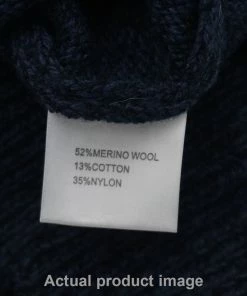 52%MERINO WOOL
13%COTTON
35%NYLON
Actual product image